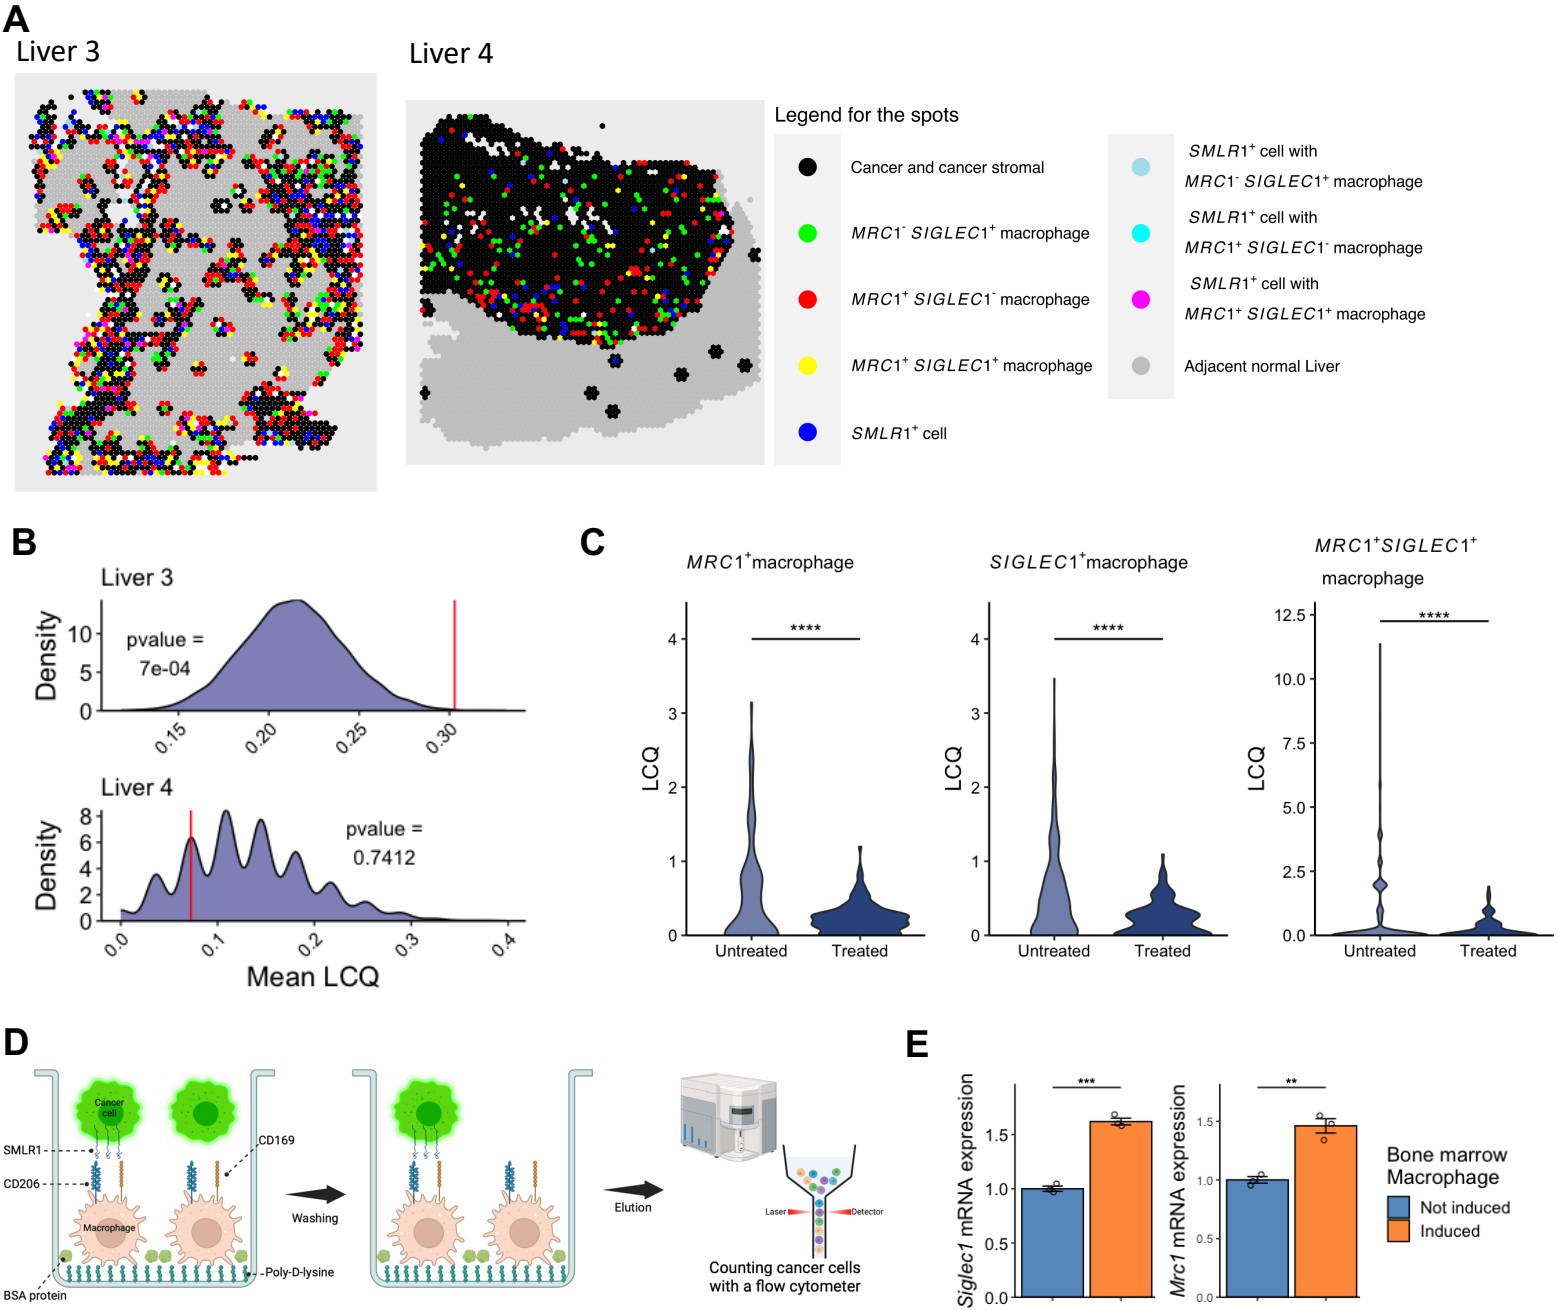 A
Liver 3
Liver 4
Legend for the spots
Cancer and cancer stromal
MRC1- SIGLEC1+ macrophage
MRC1+ SIGLEC1- macrophage
MRC1+ SIGLEC1+ macrophage
SMLR1+ cell
SMLR1+ cell with
MRC1- SIGLEC1+ macrophage
SMLR1+ cell with
MRC1+ SIGLEC1- macrophage
SMLR1+ cell with
MRC1+ SIGLEC1+ macrophage
Adjacent normal Liver
B
Liver 3
Density
10
5
0
pvalue =
7e-04
0.15
0.20
0.25
0.30
Liver 4
Density
8
6
4
2
0
pvalue =
0.7412
0.0
0.1
0.2
0.3
0.4
Mean LCQ
C
MRC1+macrophage
LCQ
4
3
2
1
0
****
Untreated
Treated
SIGLEC1+macrophage
LCQ
4
3
2
1
0
****
Untreated
Treated
MRC1+SIGLEC1+
macrophage
LCQ
12.5
10.0
7.5
5.0
2.5
0.0
****
Untreated
Treated
D
Cancer
cell
SMLR1
CD206
CD169
Macrophage
BSA protein
Poly-D-lysine
Washing
Elution
Laser
Detector
Counting cancer cells
with a flow cytometer
E
Siglec1 mRNA expression
1.5
1.0
0.5
0.0
***
Mrc1 mRNA expression
1.5
1.0
0.5
0.0
**
Bone marrow
Macrophage
Not induced
Induced